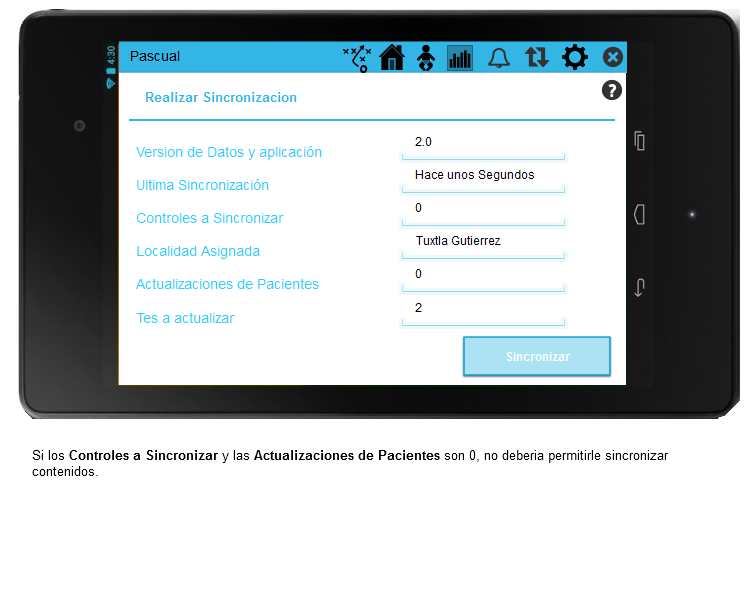 4:30
Pascual
?
Realizar Sincronizacion
Version de Datos y aplicación 2.0
Ultima Sincronización Hace unos Segundos
Controles a Sincronizar 0
Localidad Asignada Tuxtla Gutierrez
Actualizaciones de Pacientes 0
Tes a actualizar 2
Sincronizar
Si los Controles a Sincronizar y las Actualizaciones de Pacientes son 0, no deberia permitirle sincronizar
contenidos.